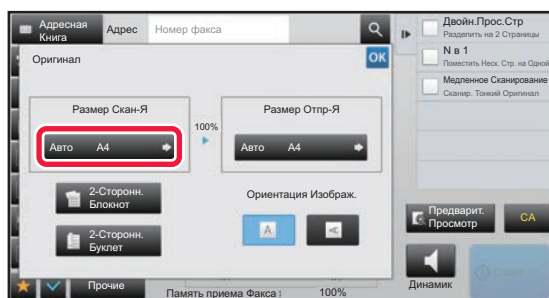 Адресная
Книга
Адрес
Номер факса
Оригинал
OK
Размер Скан-Я
Авто A4
100%
Размер Отпр-Я
Авто A4
2-Сторонн.
Блокнот
2-Сторонн.
Буклет
Ориентация Изображ.
A
A
Прочие
Память приема Факса:
100%
Двойн.Прос.Стр
Разделить на 2 Страницы
N в 1
Поместить Неск. Стр. на Одной
Медленное Сканирование
Сканир. Тонкий Оригинал
Предварит.
Просмотр
CA
Динамик
Старт